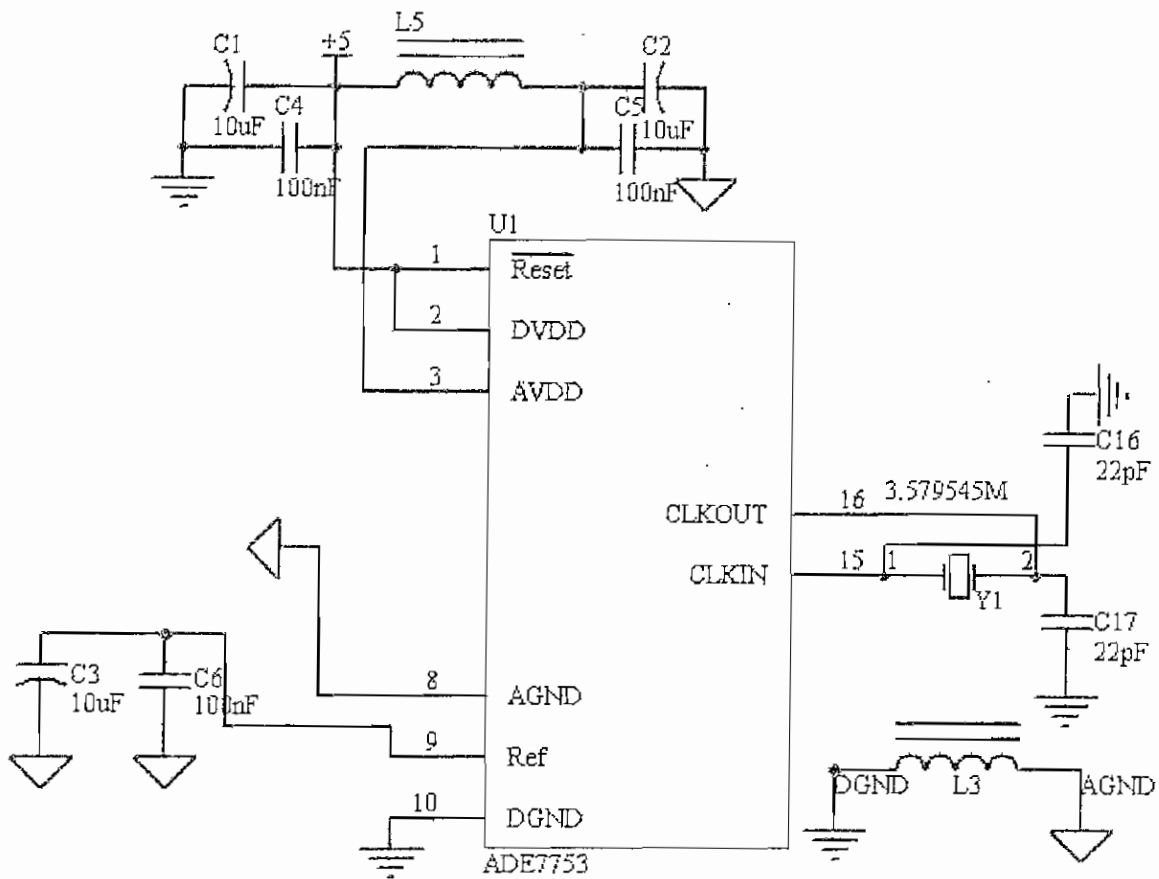 L5
C1
+5
C2
C4
C5
10uF
10uF
100nF
100nF
U1
1
Reset
2
DVDD
3
AVDD
C16
22pF
16
3.579545M
CLKOUT
15
1
2
CLKIN
Y1
C17
22pF
C3
10uF
C6
100nF
8
AGND
9
Ref
10
DGND
DGND
L3
AGND
ADE7753